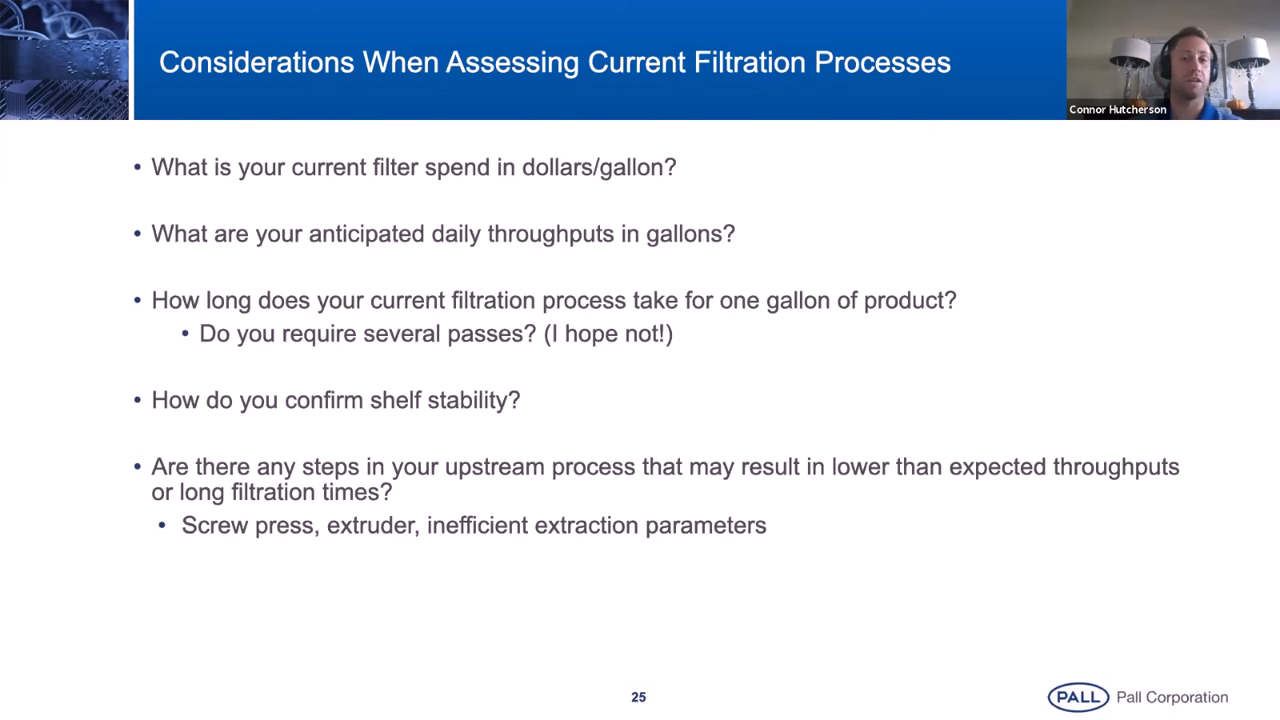 Considerations When Assessing Current Filtration Processes
Connor Hutcherson
• What is your current filter spend in dollars/gallon?
• What are your anticipated daily throughputs in gallons?
• How long does your current filtration process take for one gallon of product?
• Do you require several passes? (I hope not!)
• How do you confirm shelf stability?
• Are there any steps in your upstream process that may result in lower than expected throughputs
or long filtration times?
• Screw press, extruder, inefficient extraction parameters
25
PALL Pall Corporation